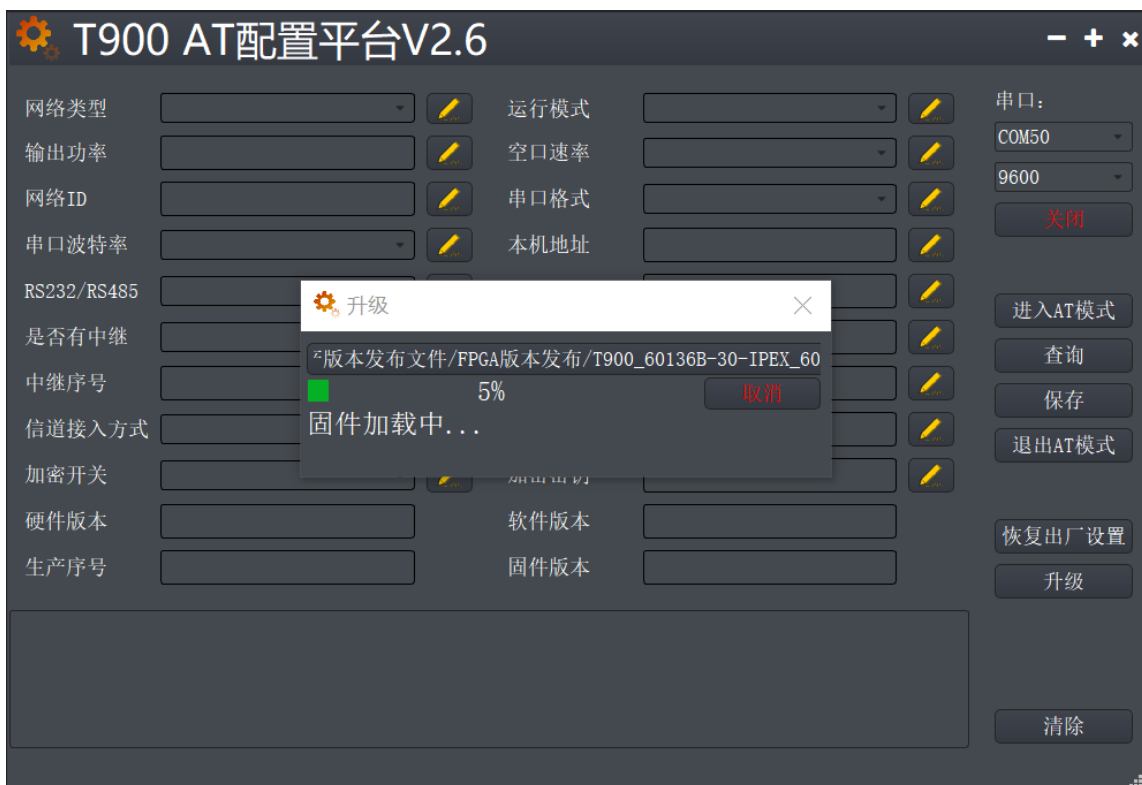 T900 AT配置平台V2.6
网络类型
运行模式
串口:
输出功率
空口速率
COM50
网络ID
串口格式
9600
串口波特率
本机地址
关闭
RS232/RS485
升级
进入AT模式
是否有中继
版本发布文件/FPGA版本发布/T900_60136B-30-IPEX_60
查询
中继序号
5%
取消
保存
信道接入方式
固件加载中...
退出AT模式
加密开关
硬件版本
软件版本
恢复出厂设置
生产序号
固件版本
升级
清除